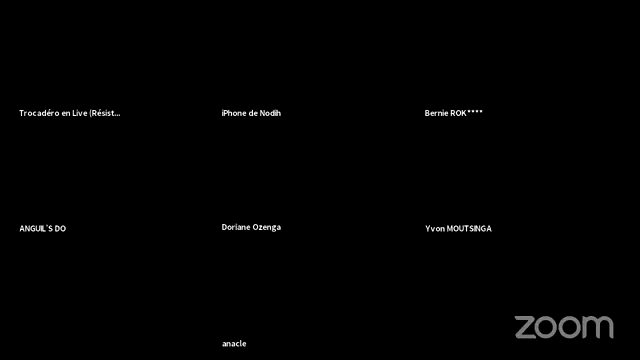 Trocadéro en Live (Résist...
iPhone de Nodih
Bernie ROK****
ANGUIL'S DO
Doriane Ozenga
Yvon MOUTSINGA
anacle
zoom